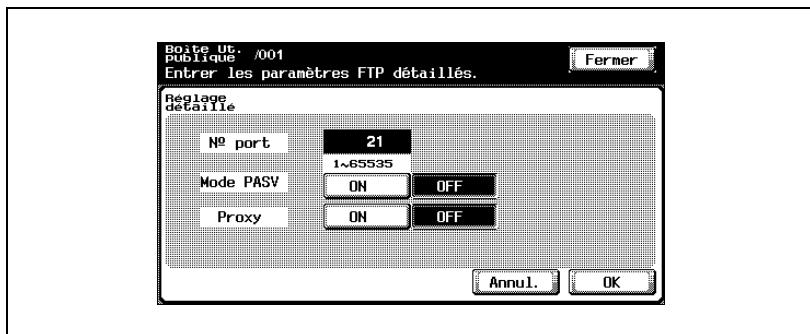 Boîte Ut.
publique /001
Entrer les paramètres FTP détaillés.
Fermer
Réglage
détaillé
Nº port 21
1~65535
Mode PASV ON OFF
Proxy ON OFF
Annul. OK